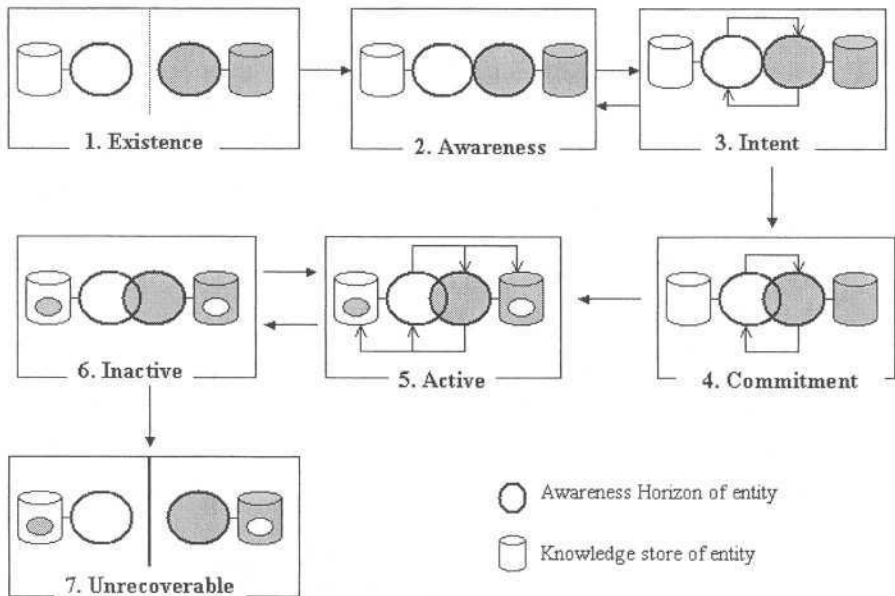 1. Existence
2. Awareness
3. Intent
6. Inactive
5. Active
4. Commitment
7. Unrecoverable
Awareness Horizon of entity
Knowledge store of entity